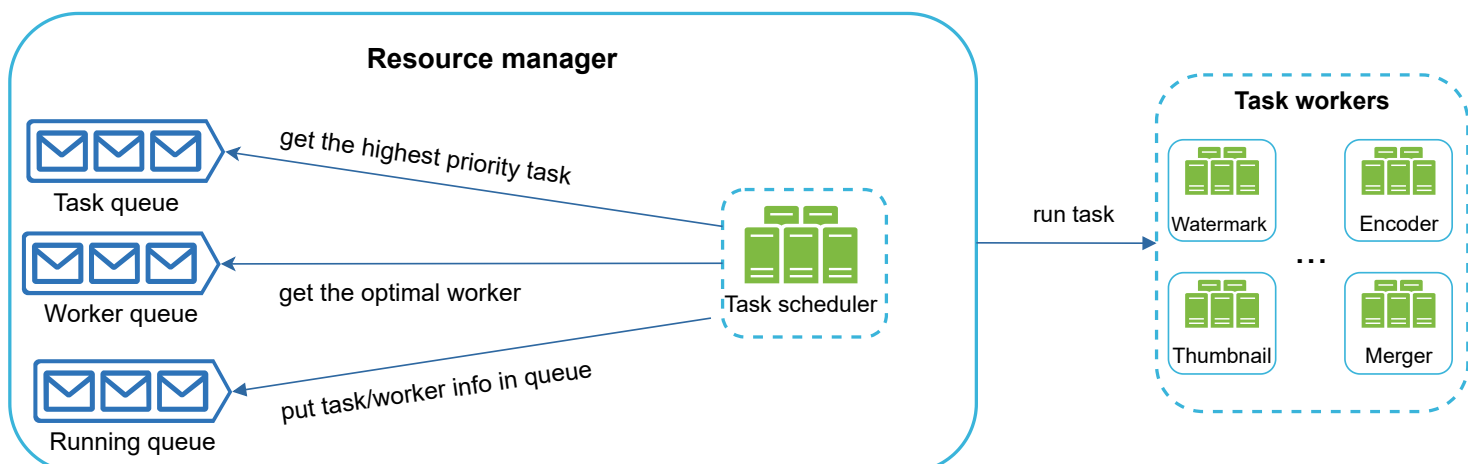 Resource manager
Task workers
get the highest priority task
Task queue
Watermark
Encoder
run task
...
get the optimal worker
Worker queue
Task scheduler
Thumbnail
Merger
put task/worker info in queue
Running queue